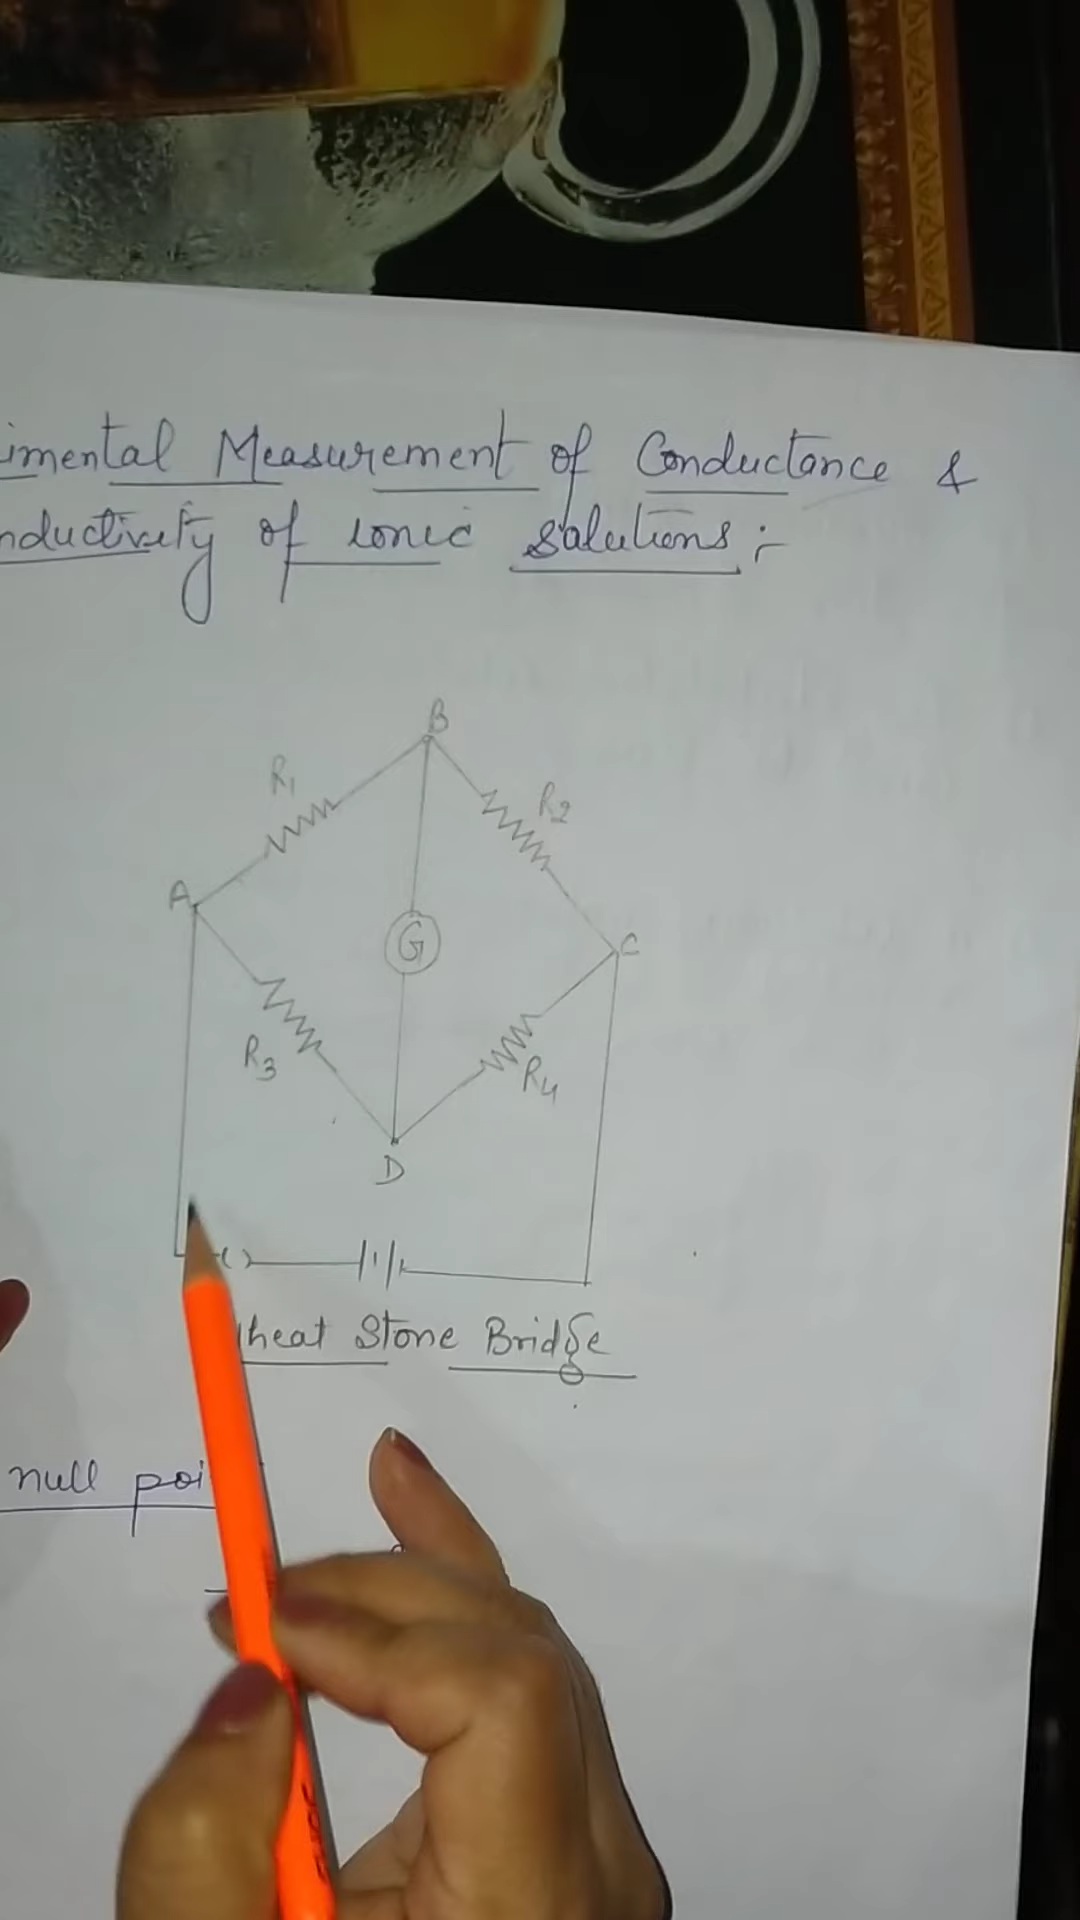 imental Measurement of Conductance &
nductivity of ionic Solutions :-
B
R1
R2
A
G
C
R3
R4
D
heat Stone Bridge
null poi